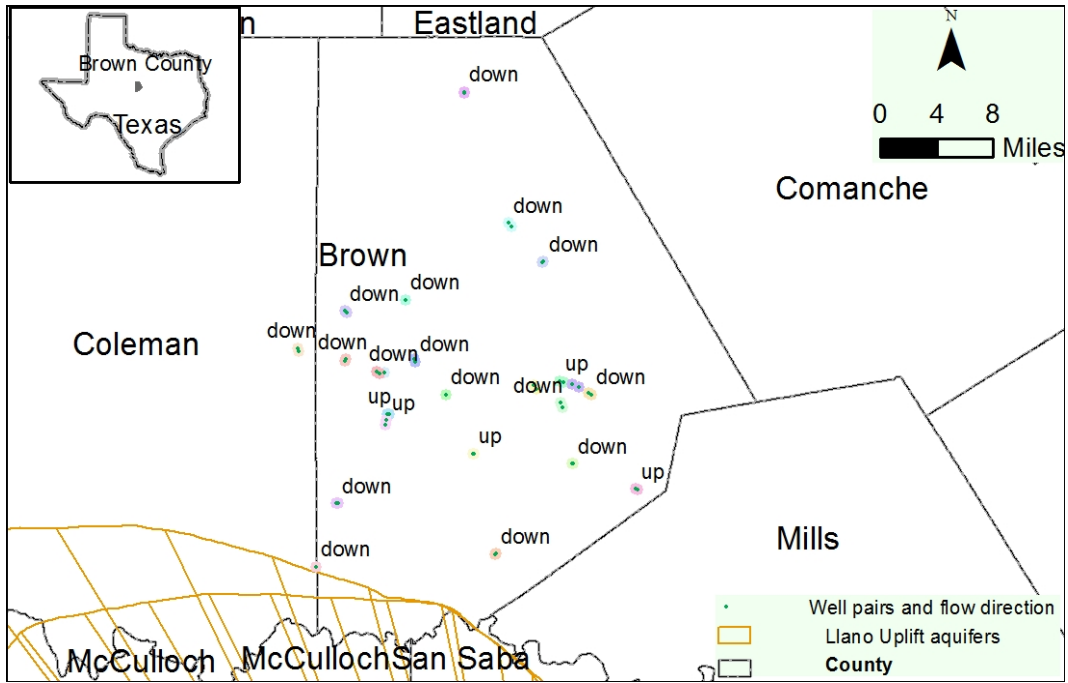 n
Eastland
N
Brown County
Texas
0 4 8
Miles
down
Comanche
down
down
Brown
down
down
Coleman
down
down
down
down
up
down
down
down
up
up
up
down
up
down
down
down
Mills
Well pairs and flow direction
Llano Uplift aquifers
County
McCulloch
McCulloch
San Saba